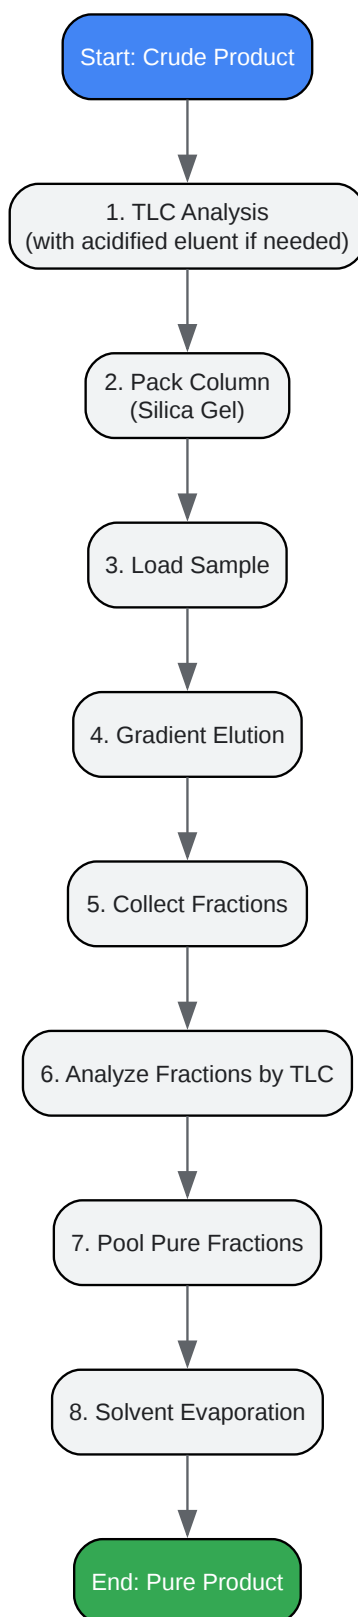 Start: Crude Product
1. TLC Analysis
(with acidified eluent if needed)
2. Pack Column
(Silica Gel)
3. Load Sample
4. Gradient Elution
5. Collect Fractions
6. Analyze Fractions by TLC
7. Pool Pure Fractions
8. Solvent Evaporation
End: Pure Product